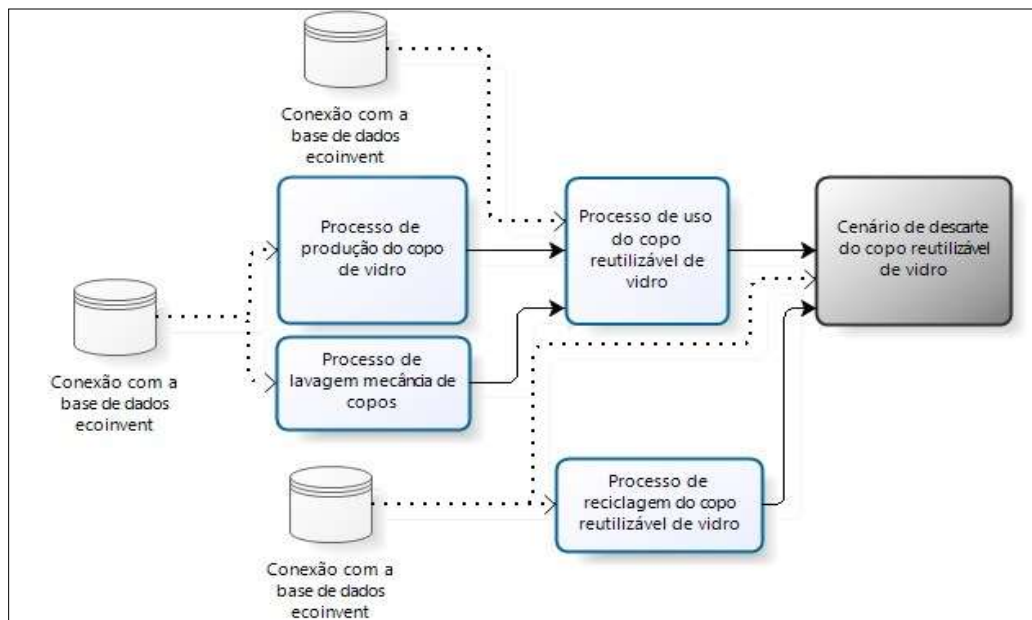 Conexão com a
base de dados
ecoinvent
Processo de
produção do copo
de vidro
Processo de uso
do copo
reutilizável de
vidro
Cenário de descarte
do copo reutilizável
de vidro
Conexão com a
base de dados
ecoinvent
Processo de
lavagem mecância de
copos
Processo de
reciclagem do copo
reutilizável de vidro
Conexão com a
base de dados
ecoinvent